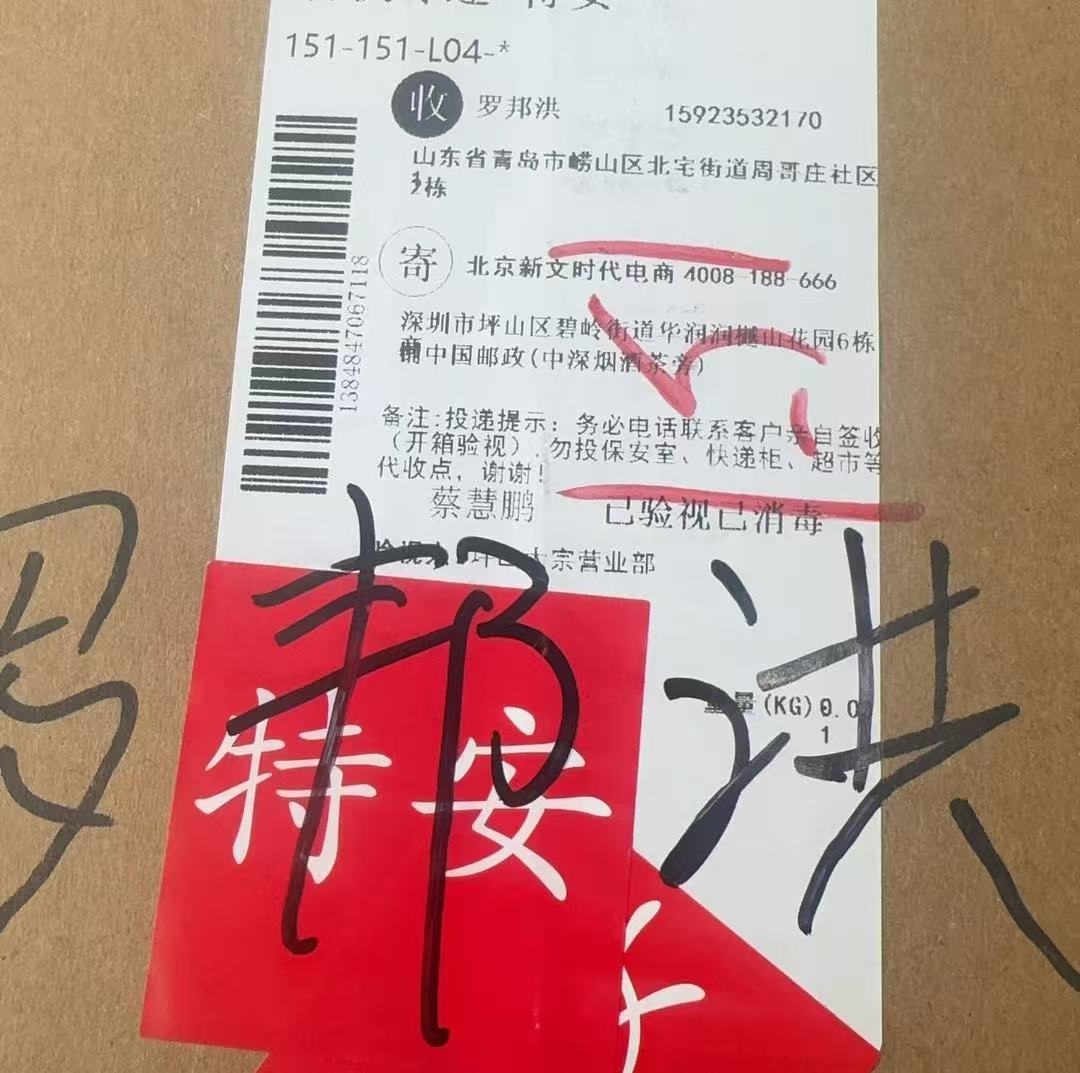 特安
151-151-L04-*
收 罗邦洪 15923532170
山东省青岛市崂山区北宅街道周哥庄社区
栋
寄 北京新文时代电商 4008-188-666
深圳市坪山区碧岭街道华润润樾山花园6栋
中国邮政(中深烟酒茶旁)
备注:投递提示: 务必电话联系客户亲自签收
(开箱验视), 勿投保安室、快递柜、超市等
代收点, 谢谢!
蔡慧鹏 已验视已消毒
宗营业部
1384847067118
罗邦洪
重量(KG)
1
特安